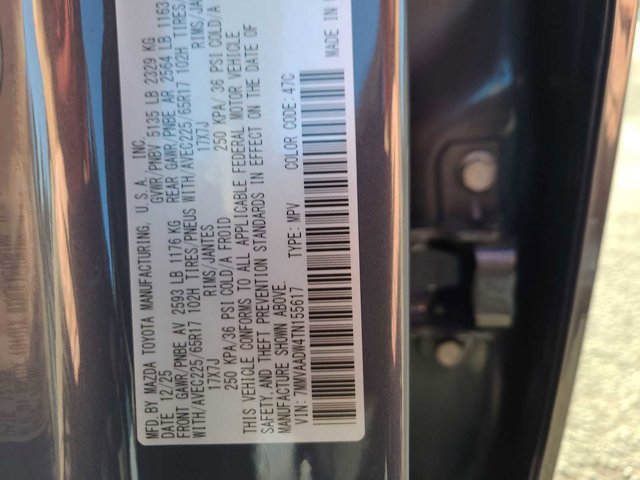 MFD.BY MAZDA TOYOTA MANUFACTURING, U.S.A. INC.
DATE 12/25 GVWR/PNBV 5135 LB 2329 KG
FRONT GAWR/PNBE AV 2593 LB 1176 KG REAR GAWR/PNBE AR 2564 LB 1163
WITH/AVEC225/65R17 102H TIRES/PNEUS WITH/AVEC225/65R17 102H TIRES/
17X7J RIMS/JANTES 17X7J RIMS/JANTE
250 KPA/36 PSI COLD/A FROID 250 KPA/ 36 PSI COLD/A
THIS VEHICLE CONFORMS TO ALL APPLICABLE FEDERAL MOTOR VEHICLE
SAFETY,AND THEFT PREVENTION STANDARDS IN EFFECT ON THE DATE OF
MANUFACTURE SHOWN ABOVE.
VIN: 7MMVAADW4TN155617 TYPE: MPV COLOR CODE: 47C
MADE IN